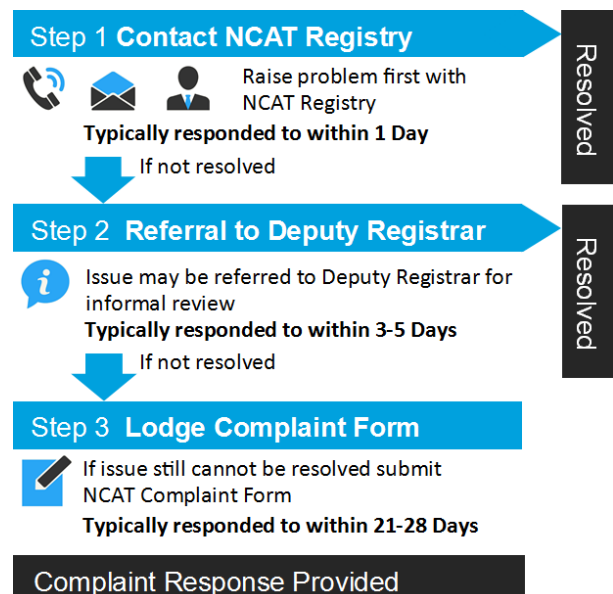 Step 1 Contact NCAT Registry
Resolved
Raise problem first with
NCAT Registry
Typically responded to within 1 Day
If not resolved
Step 2 Referral to Deputy Registrar
Resolved
Issue may be referred to Deputy Registrar for
informal review
Typically responded to within 3-5 Days
If not resolved
Step 3 Lodge Complaint Form
If issue still cannot be resolved submit
NCAT Complaint Form
Typically responded to within 21-28 Days
Complaint Response Provided